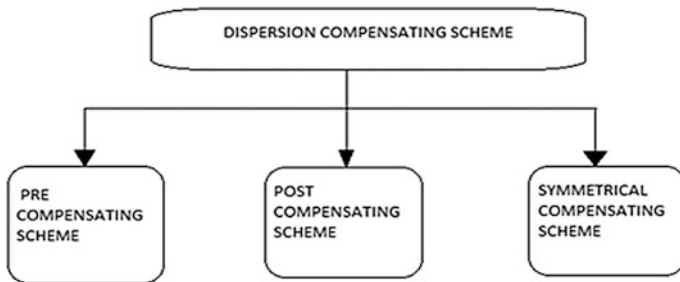 DISPERSION COMPENSATING SCHEME
PRE
COMPENSATING
SCHEME
POST
COMPENSATING
SCHEME
SYMMETRICAL
COMPENSATING
SCHEME